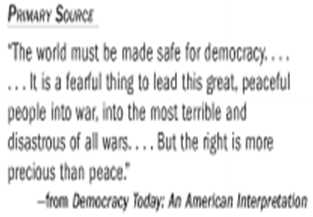 PRIMARY SOURCE
"The world must be made safe for democracy. . . .
. . . It is a fearful thing to lead this great, peaceful
people into war, into the most terrible and
disastrous of all wars. . . . But the right is more
precious than peace."
—from Democracy Today: An American Interpretation